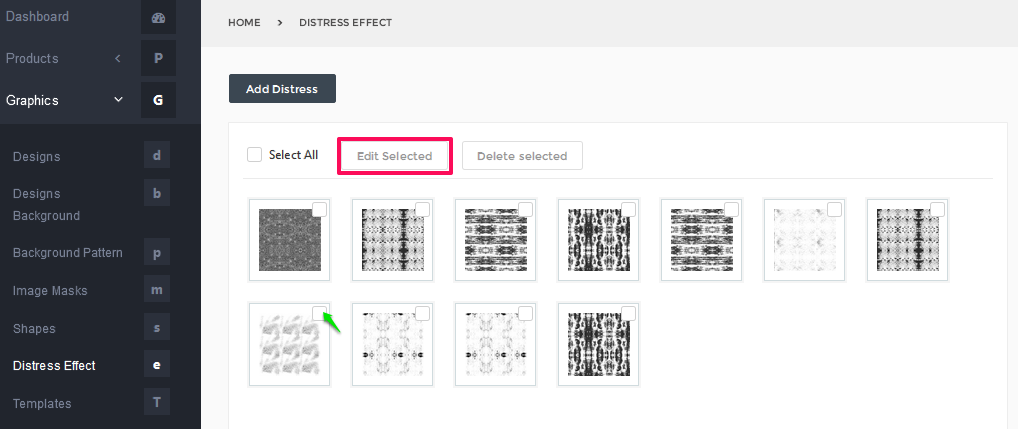 Dashboard
HOME > DISTRESS EFFECT
Products < P
Graphics G
Add Distress
Select All Edit Selected Delete selected
Designs d
Designs b
Background
Background Pattern p
Image Masks m
Shapes s
Distress Effect e
Templates T